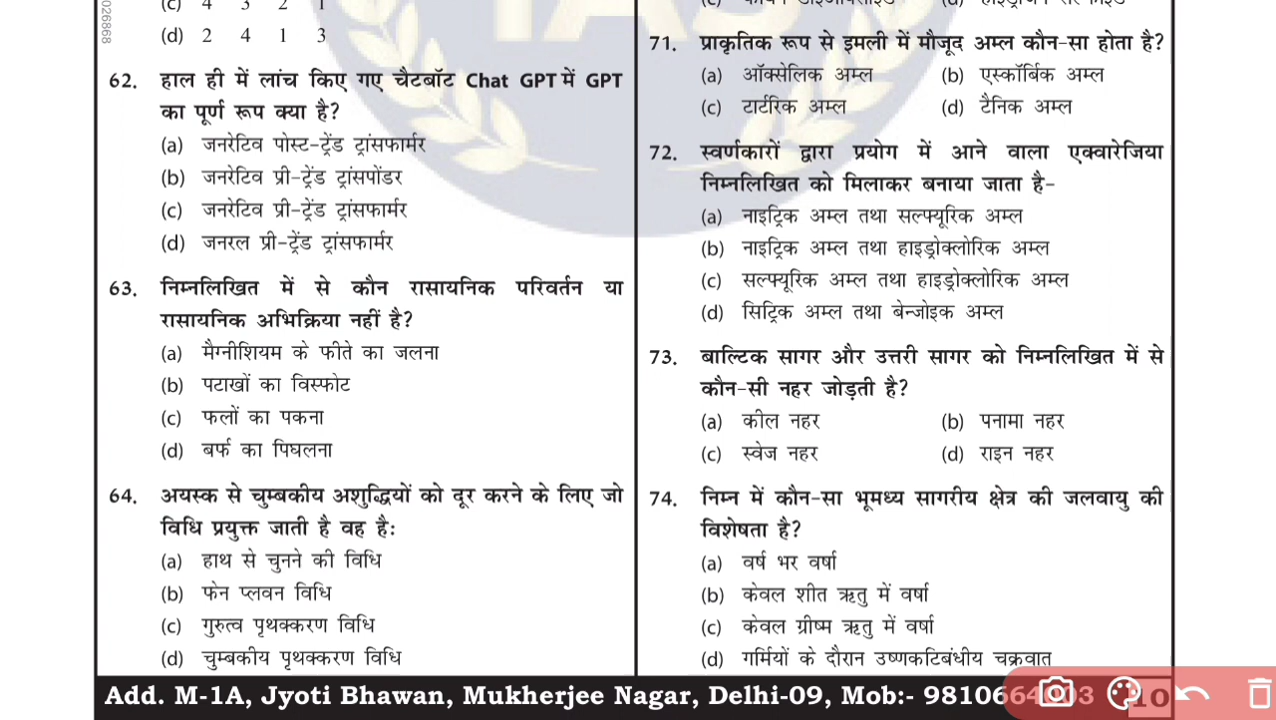 026868
(c) 4 3 2 1
(d) 2 4 1 3
62. हाल ही में लांच किए गए चैटबॉट Chat GPT में GPT
का पूर्ण रूप क्या है?
(a) जनरेटिव पोस्ट-ट्रेंड ट्रांसफार्मर
(b) जनरेटिव प्री-ट्रेंड ट्रांसपोंडर
(c) जनरेटिव प्री-ट्रेंड ट्रांसफार्मर
(d) जनरल प्री-ट्रेंड ट्रांसफार्मर
63. निम्नलिखित में से कौन रासायनिक परिवर्तन या
रासायनिक अभिक्रिया नहीं है?
(a) मैग्नीशियम के फीते का जलना
(b) पटाखों का विस्फोट
(c) फलों का पकना
(d) बर्फ का पिघलना
64. अयस्क से चुम्बकीय अशुद्धियों को दूर करने के लिए जो
विधि प्रयुक्त जाती है वह है:
(a) हाथ से चुनने की विधि
(b) फेन प्लवन विधि
(c) गुरुत्व पृथक्करण विधि
(d) चुम्बकीय पृथक्करण विधि
71. प्राकृतिक रूप से इमली में मौजूद अम्ल कौन-सा होता है?
(a) ऑक्सेलिक अम्ल (b) एस्कॉर्बिक अम्ल
(c) टार्टरिक अम्ल (d) टैनिक अम्ल
72. स्वर्णकारों द्वारा प्रयोग में आने वाला एक्वारेजिया
निम्नलिखित को मिलाकर बनाया जाता है-
(a) नाइट्रिक अम्ल तथा सल्फ्यूरिक अम्ल
(b) नाइट्रिक अम्ल तथा हाइड्रोक्लोरिक अम्ल
(c) सल्फ्यूरिक अम्ल तथा हाइड्रोक्लोरिक अम्ल
(d) सिट्रिक अम्ल तथा बेन्जोइक अम्ल
73. बाल्टिक सागर और उत्तरी सागर को निम्नलिखित में से
कौन-सी नहर जोड़ती है?
(a) कील नहर (b) पनामा नहर
(c) स्वेज नहर (d) राइन नहर
74. निम्न में कौन-सा भूमध्य सागरीय क्षेत्र की जलवायु की
विशेषता है?
(a) वर्ष भर वर्षा
(b) केवल शीत ऋतु में वर्षा
(c) केवल ग्रीष्म ऋतु में वर्षा
(d) गर्मियों के दौरान उष्णकटिबंधीय चक्रवात
Add. M-1A, Jyoti Bhawan, Mukherjee Nagar, Delhi-09, Mob:- 9810664003 10